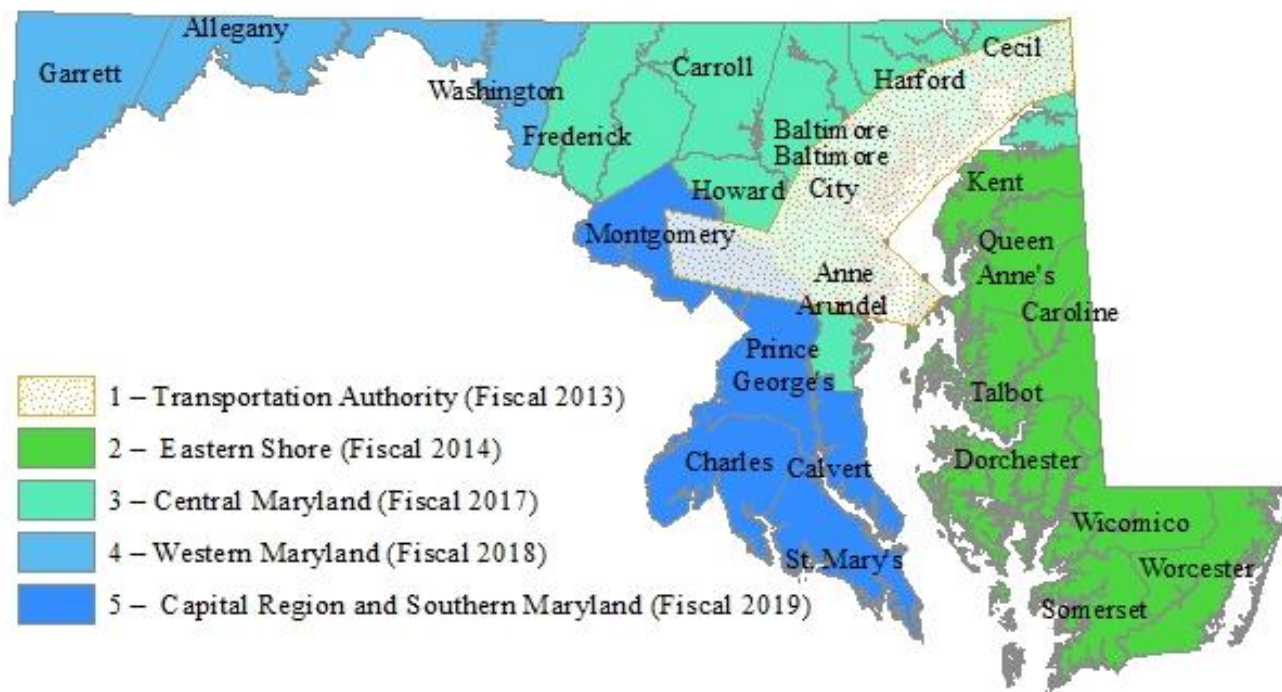 Allegany
Garrett
Washington
Frederick
Carroll
Cecil
Harford
Baltimore
Baltimore
City
Howard
Montgomery
Kent
Queen
Anne's
Anne
Arundel
Caroline
Prince
George's
Talbot
Charles
Calvert
Dorchester
St. Mary's
Wicomico
Worcester
Somerset
1 – Transportation Authority (Fiscal 2013)
2 – Eastern Shore (Fiscal 2014)
3 – Central Maryland (Fiscal 2017)
4 – Western Maryland (Fiscal 2018)
5 – Capital Region and Southern Maryland (Fiscal 2019)